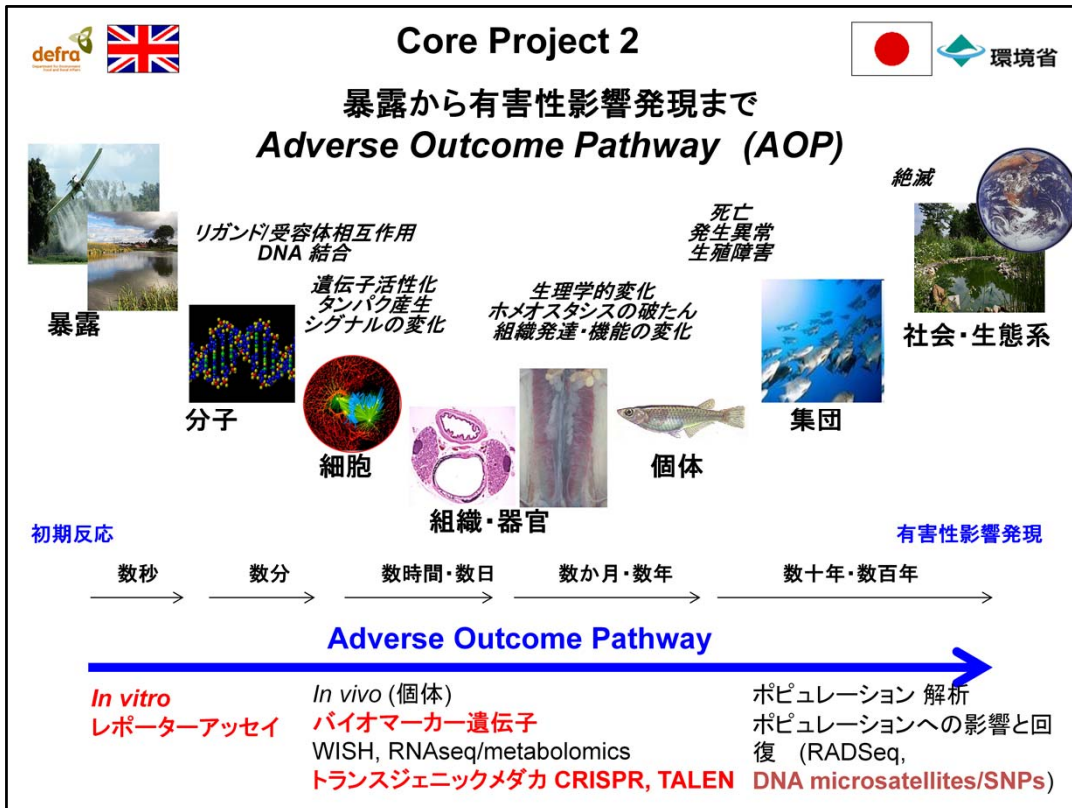 defra
Department for Environment
Food and Rural Affairs
Core Project 2
環境省
暴露から有害性影響発現まで
Adverse Outcome Pathway (AOP)
絶滅
死亡
発生異常
生殖障害
リガンド/受容体相互作用
DNA 結合
遺伝子活性化
タンパク産生
シグナルの変化
生理学的変化
ホメオスタシスの破たん
組織発達・機能の変化
暴露
社会・生態系
分子
集団
細胞
個体
組織・器官
初期反応
有害性影響発現
数秒
数分
数時間・数日
数か月・数年
数十年・数百年
Adverse Outcome Pathway
In vitro
レポーターアッセイ
In vivo (個体)
バイオマーカー遺伝子
WISH, RNAseq/metabolomics
トランスジェニックメダカ CRISPR, TALEN
ポピュレーション 解析
ポピュレーションへの影響と回
復 (RADSeq,
DNA microsatellites/SNPs)